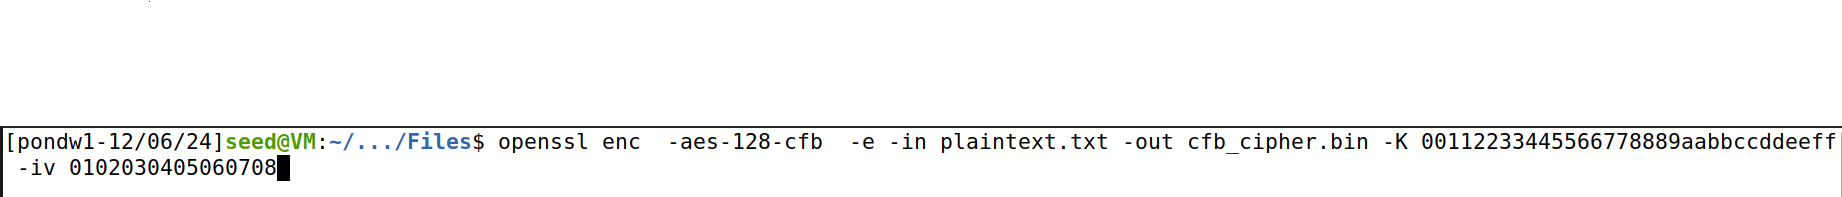 [pondw1-12/06/24]seed@VM:~/.../Files$ openssl enc  -aes-128-cfb  -e -in plaintext.txt -out cfb_cipher.bin -K 00112233445566778889aabbccddeeff
-iv 0102030405060708